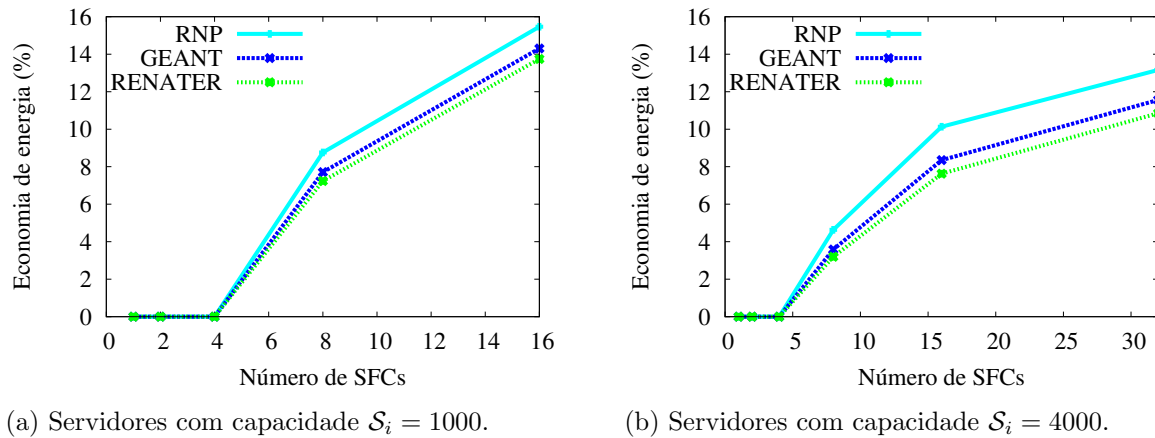 16
14
12
10
8
6
4
2
0
Economia de energia (%)
RNP
GEANT
RENATER
0 2 4 6 8 10 12 14 16
Número de SFCs
(a) Servidores com capacidade 𝒮ᵢ = 1000.
16
14
12
10
8
6
4
2
0
Economia de energia (%)
RNP
GEANT
RENATER
0 5 10 15 20 25 30
Número de SFCs
(b) Servidores com capacidade 𝒮ᵢ = 4000.